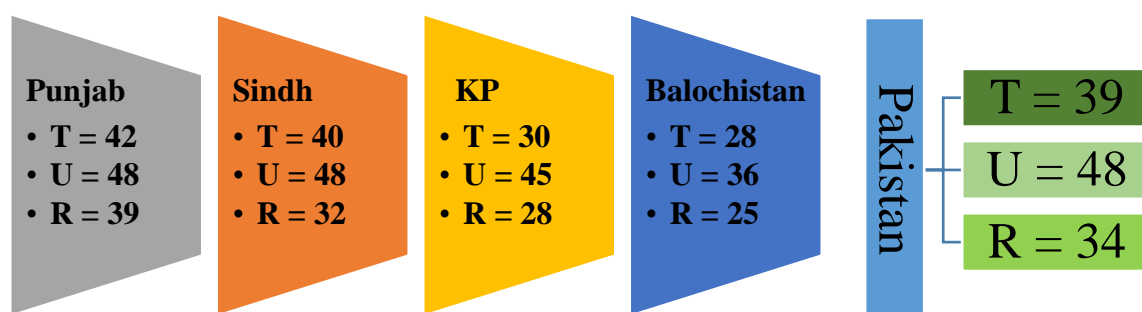 Punjab
• T = 42
• U = 48
• R = 39
Sindh
• T = 40
• U = 48
• R = 32
KP
• T = 30
• U = 45
• R = 28
Balochistan
• T = 28
• U = 36
• R = 25
Pakistan
T = 39
U = 48
R = 34